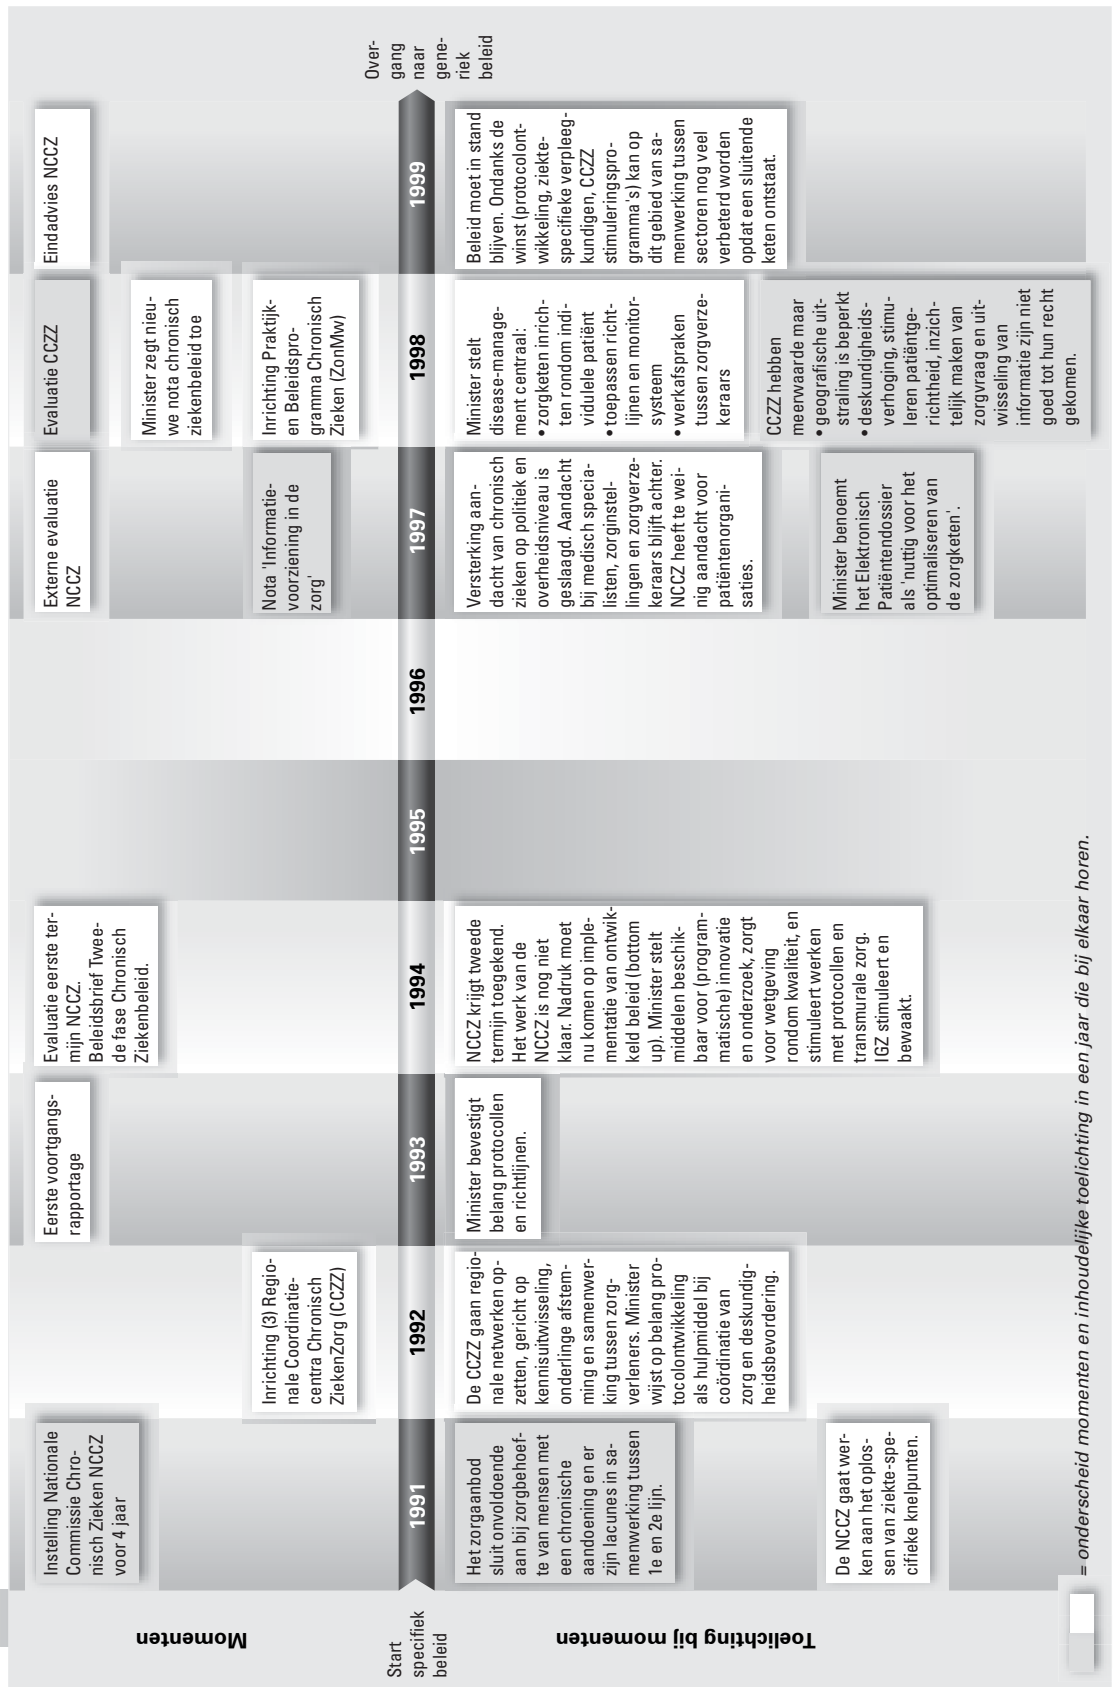 Momenten
Instelling Nationale
Commissie Chro-
nisch Zieken NCCZ
voor 4 jaar
Inrichting (3) Regio-
nale Coordinatie-
centra Chronisch
ZiekenZorg (CCZZ)
Eerste voortgangs-
rapportage
Evaluatie eerste ter-
mijn NCCZ.
Beleidsbrief Twee-
de fase Chronisch
Ziekenbeleid.
Externe evaluatie
NCCZ
Nota 'Informatie-
voorziening in de
zorg'
Evaluatie CCZZ
Minister zegt nieu-
we nota chronisch
ziekenbeleid toe
Inrichting Praktijk-
en Beleidspro-
gramma Chronisch
Zieken (ZonMw)
Eindadvies NCCZ
Start
specifiek
beleid
1991
1992
1993
1994
1995
1996
1997
1998
1999
Over-
gang
naar
gene-
riek
beleid
Toelichting bij momenten
Het zorgaanbod
sluit onvoldoende
aan bij zorgbehoef-
te van mensen met
een chronische
aandoening en er
zijn lacunes in sa-
menwerking tussen
1e en 2e lijn.
De NCCZ gaat wer-
ken aan het oplos-
sen van ziekte-spe-
cifieke knelpunten.
De CCZZ gaan regio-
nale netwerken op-
zetten, gericht op
kennisuitwisseling,
onderlinge afstem-
ming en samenwer-
king tussen zorg-
verleners. Minister
wijst op belang pro-
tocolontwikkeling
als hulpmiddel bij
coördinatie van
zorg en deskundig-
heidsbevordering.
Minister bevestigt
belang protocollen
en richtlijnen.
NCCZ krijgt tweede
termijn toegekend.
Het werk van de
NCCZ is nog niet
klaar. Nadruk moet
nu komen op imple-
mentatie van ontwik-
keld beleid (bottom
up). Minister stelt
middelen beschik-
baar voor (program-
matische) innovatie
en onderzoek, zorgt
voor wetgeving
rondom kwaliteit, en
stimuleert werken
met protocollen en
transmurale zorg.
IGZ stimuleert en
bewaakt.
Versterking aan-
dacht van chronisch
zieken op politiek en
overheidsniveau is
geslaagd. Aandacht
bij medisch specia-
listen, zorginstel-
lingen en zorgverze-
keraars blijft achter.
NCCZ heeft te wei-
nig aandacht voor
patiëntenorgani-
saties.
Minister benoemt
het Elektronisch
Patiëntendossier
als 'nuttig voor het
optimaliseren van
de zorgketen'.
Minister stelt
disease-manage-
ment centraal:
• zorgketen inrich-
ten rondom indi-
vidulele patiënt
• toepassen richt-
lijnen en monitor-
systeem
• werkafspraken
tussen zorgverze-
keraars
CCZZ hebben
meerwaarde maar
• geografische uit-
straling is beperkt
• deskundigheids-
verhoging, stimu-
leren patiëntge-
richtheid, inzich-
telijk maken van
zorgvraag en uit-
wisseling van
informatie zijn niet
goed tot hun recht
gekomen.
Beleid moet in stand
blijven. Ondanks de
winst (protocolont-
wikkeling, ziekte-
specifieke verpleeg-
kundigen, CCZZ
stimuleringspro-
gramma's) kan op
dit gebied van sa-
menwerking tussen
sectoren nog veel
verbeterd worden
opdat een sluitende
keten ontstaat.
= onderscheid momenten en inhoudelijke toelichting in een jaar die bij elkaar horen.